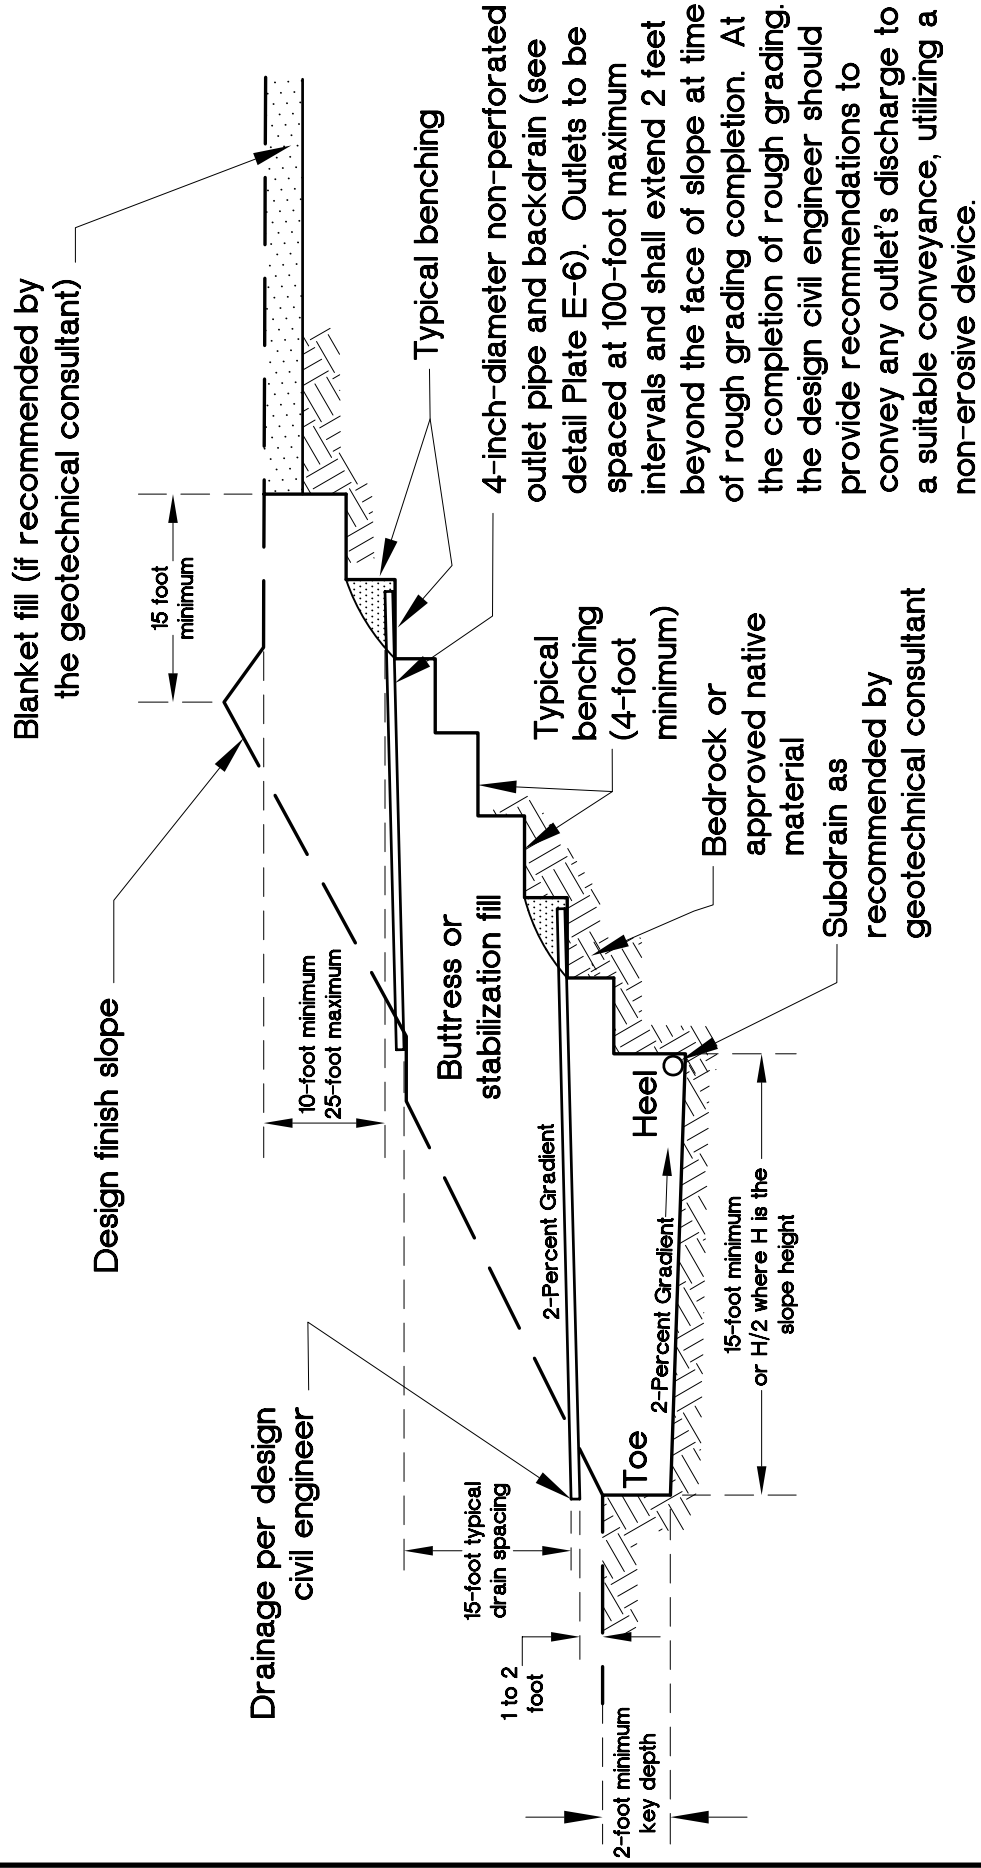 Blanket fill (if recommended by
the geotechnical consultant)
15 foot
minimum
Design finish slope
10-foot minimum
25-foot maximum
Typical benching
4-inch-diameter non-perforated
outlet pipe and backdrain (see
detail Plate E-6). Outlets to be
spaced at 100-foot maximum
intervals and shall extend 2 feet
beyond the face of slope at time
of rough grading completion. At
the completion of rough grading.
the design civil engineer should
provide recommendations to
convey any outlet's discharge to
a suitable conveyance, utilizing a
non-erosive device.
Drainage per design
civil engineer
15-foot typical
drain spacing
1 to 2
foot
2-foot minimum
key depth
Buttress or
stabilization fill
2-Percent Gradient
Toe
2-Percent Gradient
Heel
15-foot minimum
or H/2 where H is the
slope height
Typical
benching
(4-foot
minimum)
Bedrock or
approved native
material
Subdrain as
recommended by
geotechnical consultant